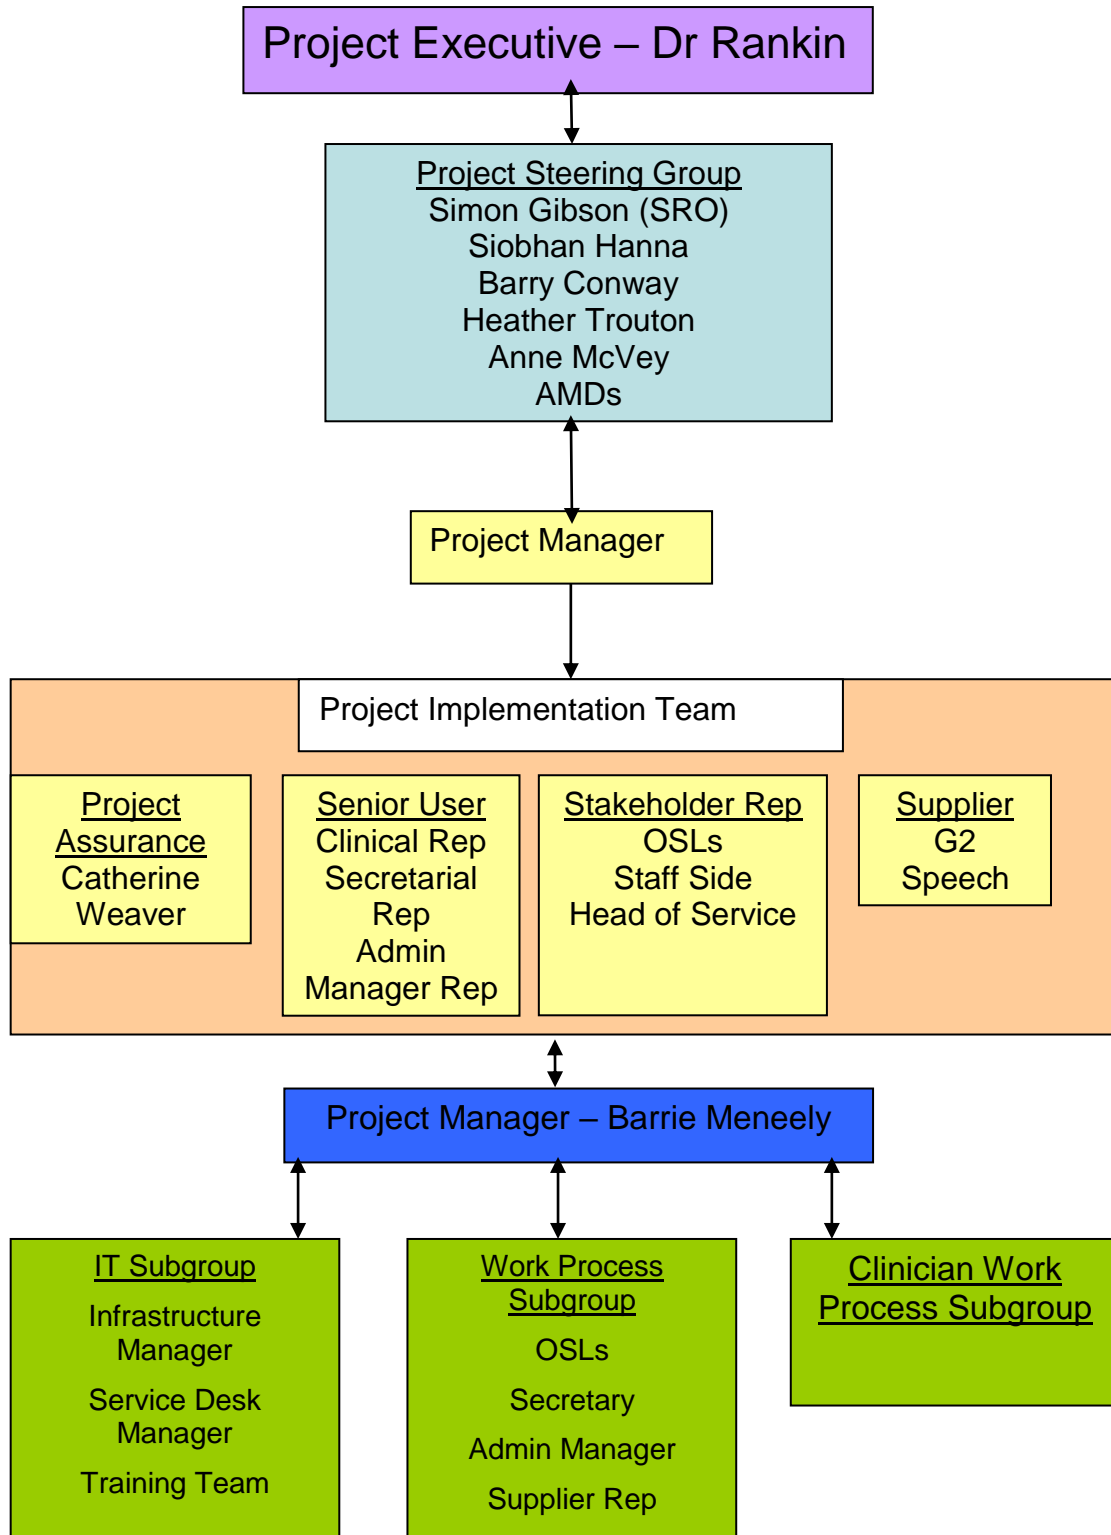 Project Executive – Dr Rankin
Project Steering Group
Simon Gibson (SRO)
Siobhan Hanna
Barry Conway
Heather Trouton
Anne McVey
AMDs
Project Manager
Project Implementation Team
Project
Assurance
Catherine
Weaver
Senior User
Clinical Rep
Secretarial
Rep
Admin
Manager Rep
Stakeholder Rep
OSLs
Staff Side
Head of Service
Supplier
G2
Speech
Project Manager – Barrie Meneely
IT Subgroup
Infrastructure
Manager
Service Desk
Manager
Training Team
Work Process
Subgroup
OSLs
Secretary
Admin Manager
Supplier Rep
Clinician Work
Process Subgroup